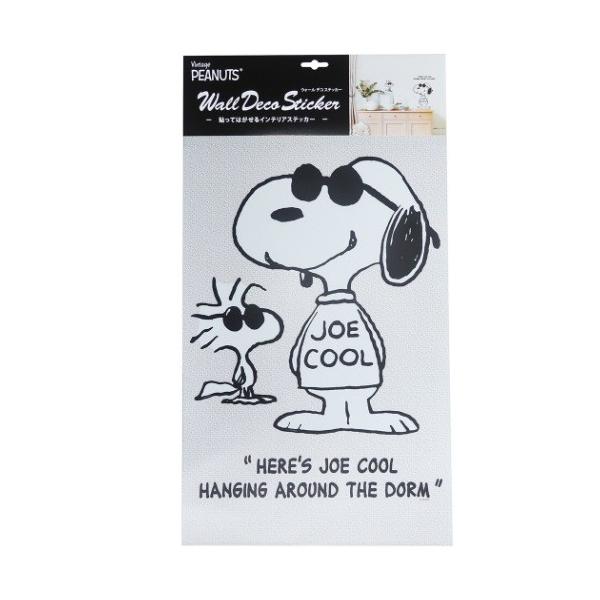 Vintage
PEANUTS
ウォールデコステッカー
Wall Deco Sticker
― 貼ってはがせるインテリアステッカー ―
JOE
COOL
"HERE'S JOE COOL
HANGING AROUND THE DORM"